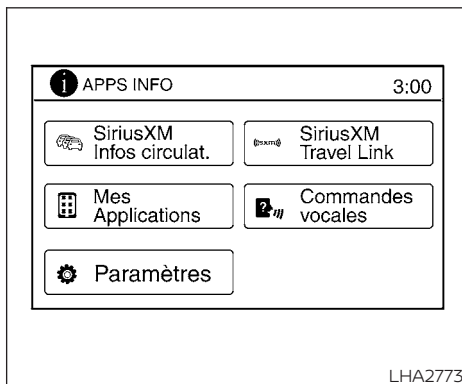 i APPS INFO 3:00
SiriusXM
Infos circulat.
((SXM))
SiriusXM
Travel Link
Mes
Applications
?
Commandes
vocales
Paramètres
LHA2773